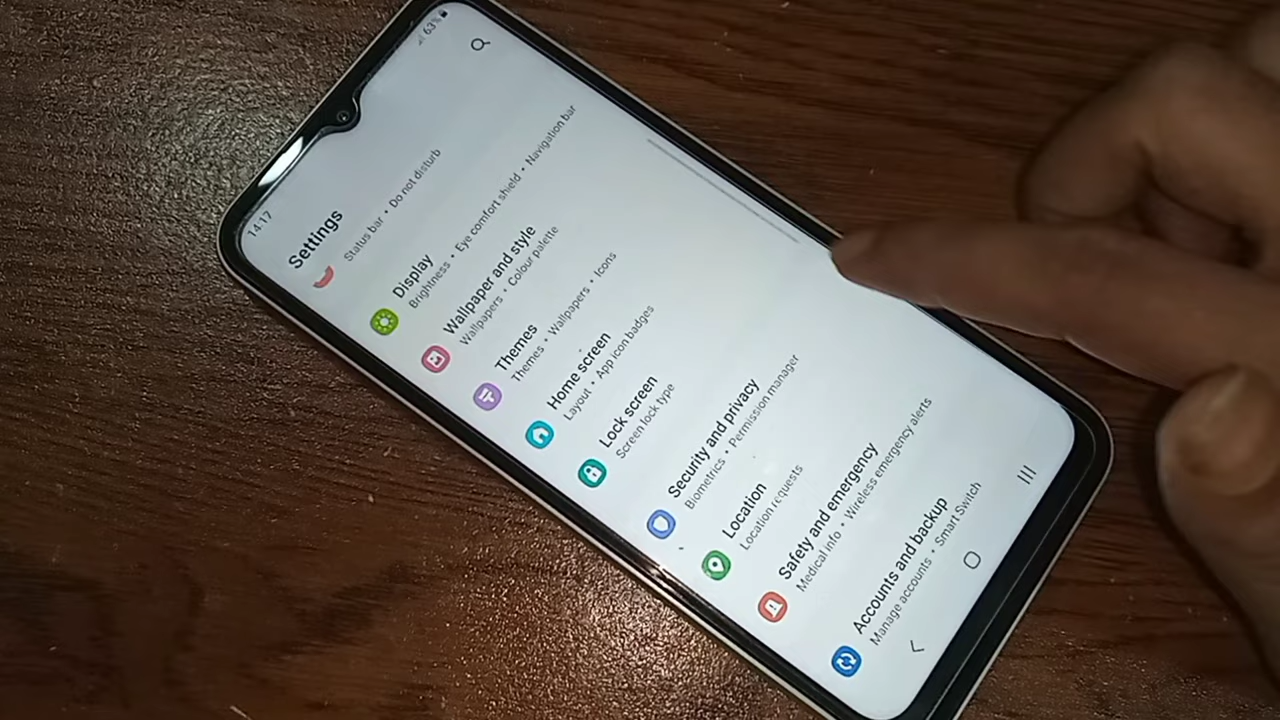 14:17
63%
Settings
Status bar • Do not disturb
Display
Brightness • Eye comfort shield • Navigation bar
Wallpaper and style
Wallpapers • Colour palette
Themes
Themes • Wallpapers • Icons
Home screen
Layout • App icon badges
Lock screen
Screen lock type
Security and privacy
Biometrics • Permission manager
Location
Location requests
Safety and emergency
Medical info • Wireless emergency alerts
Accounts and backup
Manage accounts • Smart Switch